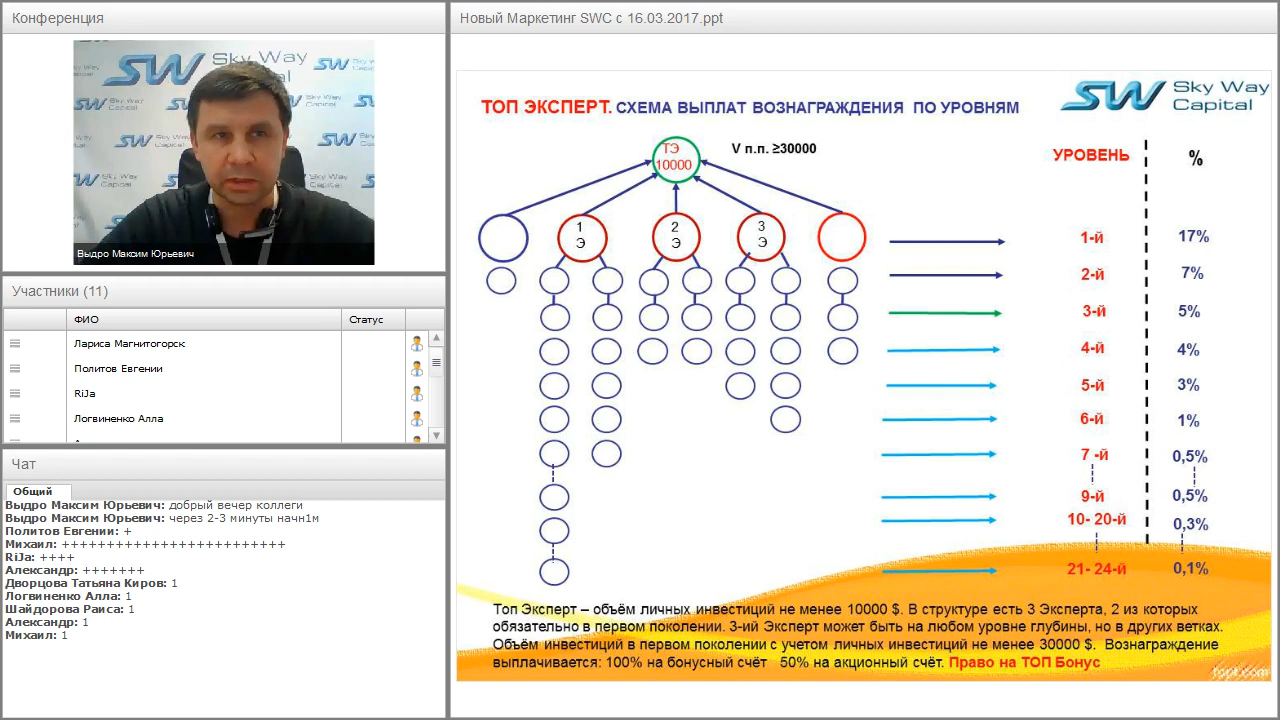 Конференция
Sky Way
Capital
Выдро Максим Юрьевич
Участники (11)
ФИО
Статус
Лариса Магнитогорск
Политов Евгении
RiJa
Логвиненко Алла
Чат
Общий
Выдро Максим Юрьевич: добрый вечер коллеги
Выдро Максим Юрьевич: через 2-3 минуты начн1м
Политов Евгении: +
Михаил: +++++++++++++++++++++++++
RiJa: ++++
Александр: +++++++
Дворцова Татьяна Киров: 1
Логвиненко Алла: 1
Шайдорова Раиса: 1
Александр: 1
Михаил: 1
Новый Маркетинг SWC с 16.03.2017.ppt
SW Sky Way
Capital
ТОП ЭКСПЕРТ. СХЕМА ВЫПЛАТ ВОЗНАГРАЖДЕНИЯ ПО УРОВНЯМ
ТЭ
10000
V п.п. ≥30000
УРОВЕНЬ %
1
Э
2
Э
3
Э
1-й 17%
2-й 7%
3-й 5%
4-й 4%
5-й 3%
6-й 1%
7 -й 0,5%
9-й 0,5%
10- 20-й 0,3%
21- 24-й 0,1%
Топ Эксперт – объём личных инвестиций не менее 10000 $. В структуре есть 3 Эксперта, 2 из которых
обязательно в первом поколении. 3-ий Эксперт может быть на любом уровне глубины, но в других ветках.
Объём инвестиций в первом поколении с учетом личных инвестиций не менее 30000 $. Вознаграждение
выплачивается: 100% на бонусный счёт 50% на акционный счёт. Право на ТОП Бонус
fppt.com